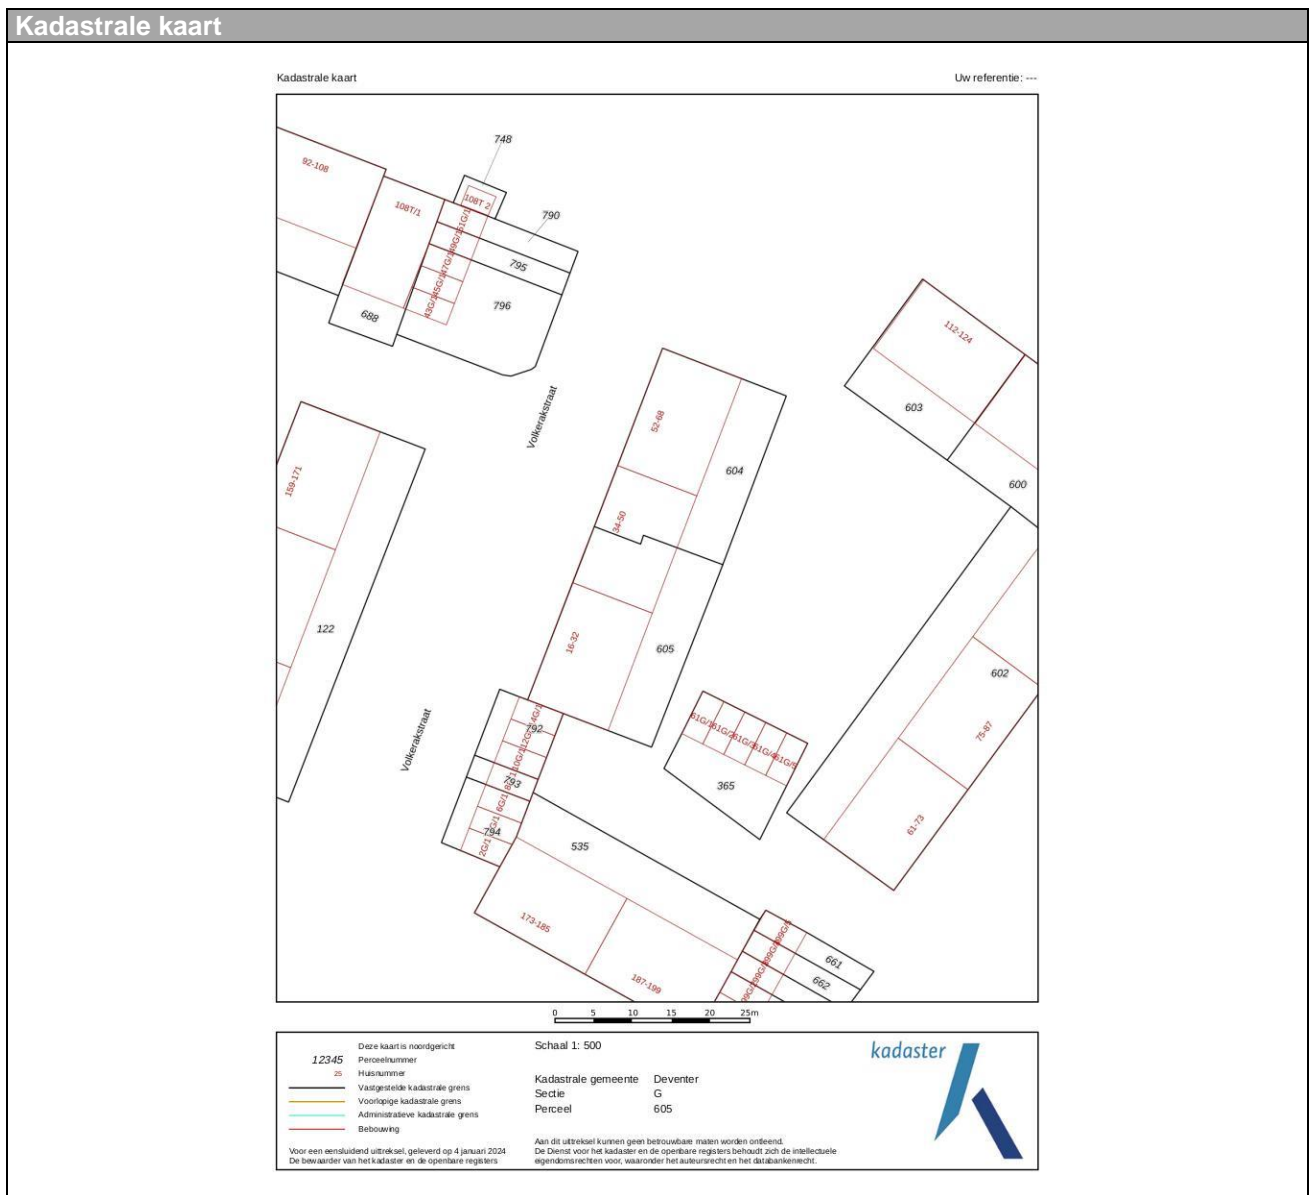 Kadastrale kaart
Kadastrale kaart
Uw referentie: ---
748
92-108
108T 2
108T/1
790
795
796
688
Volkerakstraat
112-124
603
600
52-68
604
34-50
159-171
122
16-32
605
602
75-87
61-73
Volkerakstraat
792
793
794
2G/1
365
535
173-185
187-199
661
662
0 5 10 15 20 25m
Deze kaart is noordgericht
12345 Perceelnummer
25 Huisnummer
Vastgestelde kadastrale grens
Voorlopige kadastrale grens
Administratieve kadastrale grens
Bebouwing
Voor een eensluidend uittreksel, geleverd op 4 januari 2024
De bewaarder van het kadaster en de openbare registers
Schaal 1: 500
Kadastrale gemeente Deventer
Sectie G
Perceel 605
Aan dit uittreksel kunnen geen betrouwbare maten worden ontleend.
De Dienst voor het kadaster en de openbare registers behoudt zich de intellectuele
eigendomsrechten voor, waaronder het auteursrecht en het databankenrecht.
kadaster